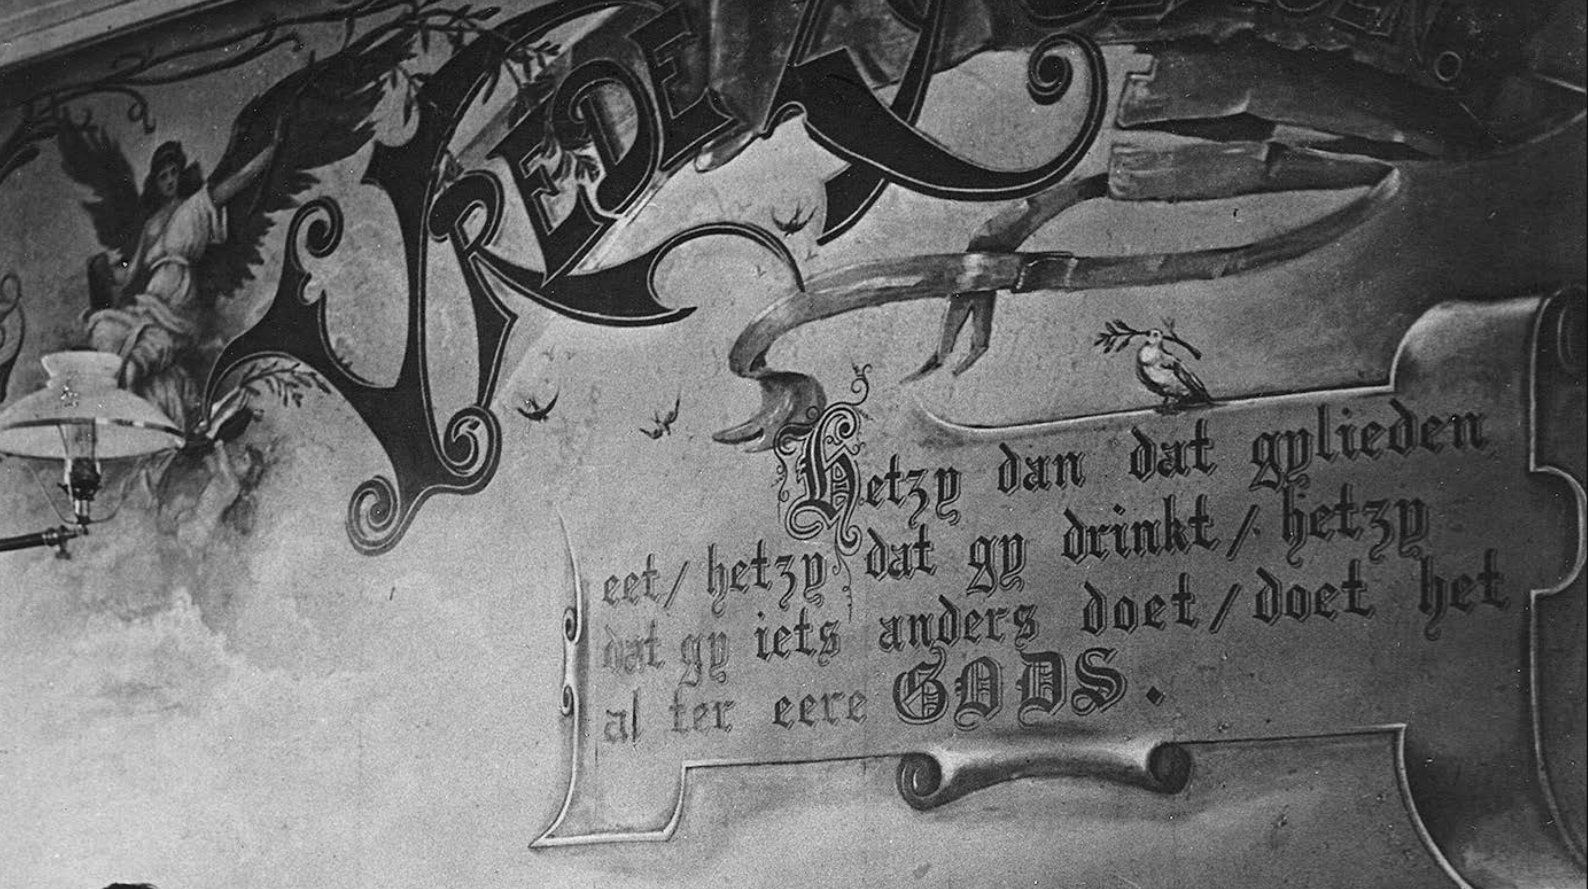 VREDE
Hetzy dan dat gylieden
eet/ hetzy dat gy drinkt/ hetzy
dat gy iets anders doet/ doet het
al ter eere GODS.